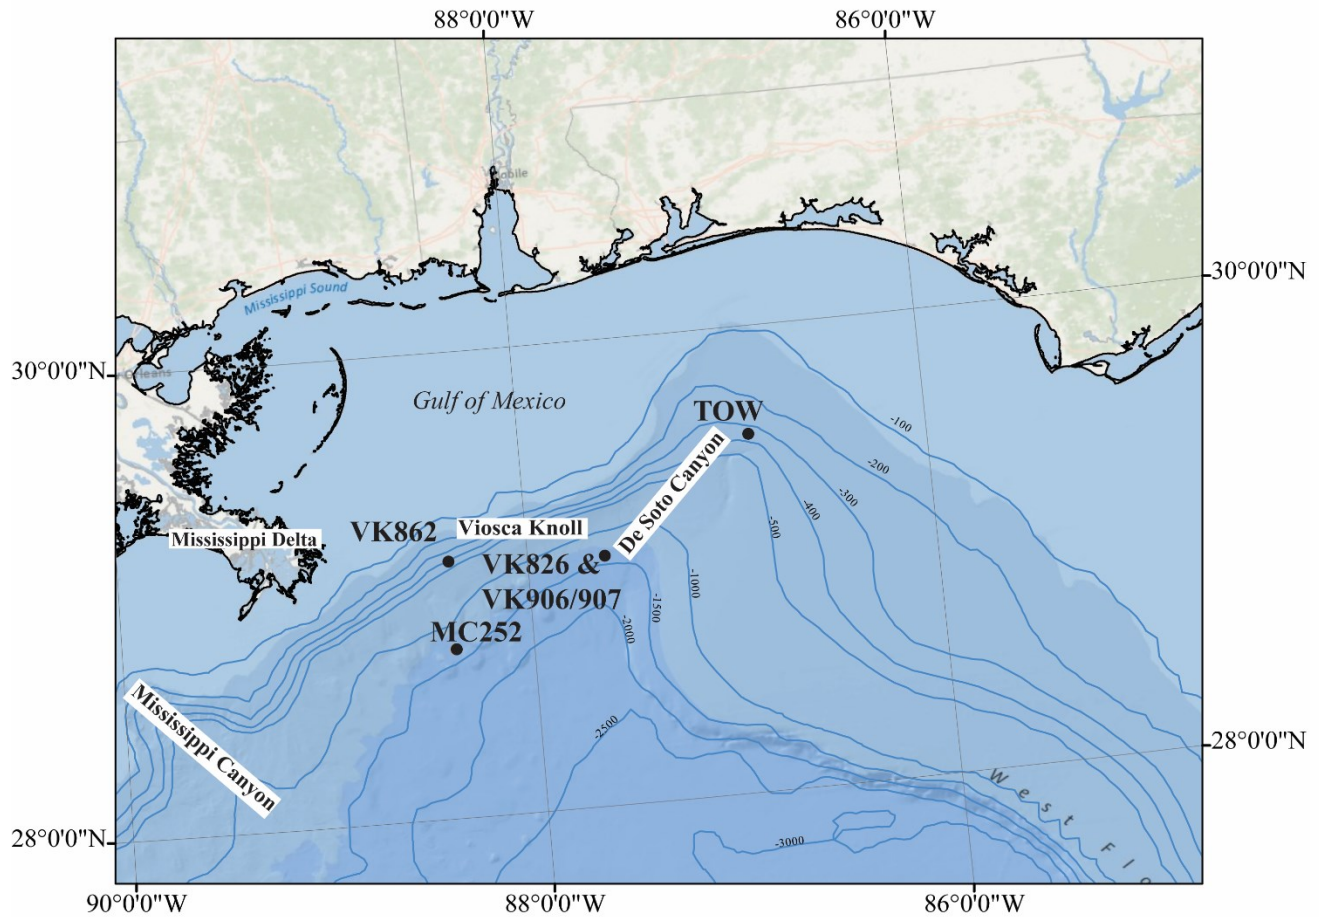 88°0'0"W
86°0'0"W
Mobile
Mississippi Sound
30°0'0"N
30°0'0"N
Orleans
Gulf of Mexico
TOW
-100
-200
-300
-400
-500
De Soto Canyon
Viosca Knoll
VK862
Mississippi Delta
VK826 &
VK906/907
-1000
-1500
-2000
MC252
Mississippi Canyon
-2500
28°0'0"N
West Flo
28°0'0"N
-3000
90°0'0"W
88°0'0"W
86°0'0"W